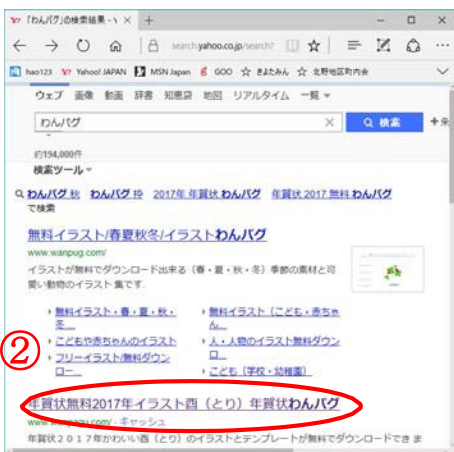 「わんパグ」の検索結果 - Y
search.yahoo.co.jp/search?
hao123 Yahoo! JAPAN MSN Japan GOO きよたみん 北野地区町内会
ウェブ 画像 動画 辞書 知恵袋 地図 リアルタイム 一覧
わんパグ 検索
約194,000件
検索ツール
わんパグ 秋 わんパグ 枠 2017年 年賀状 わんパグ 年賀状 2017 無料 わんパグ
で検索
無料イラスト/春夏秋冬/イラストわんパグ
www.wanpug.com/
イラストが無料でダウンロード出来る(春・夏・秋・冬)季節の素材と可
愛い動物のイラスト集です.
無料イラスト・春・夏・秋・
冬...
こどもや赤ちゃんのイラスト
フリーイラスト/無料ダウン
ロー...
無料イラスト(こども・赤ちゃ
ん...
人・人物のイラスト無料ダウン
ロ...
こども(学校・幼稚園)
②
年賀状無料2017年イラスト酉(とり)年賀状わんパグ
www.wanpagu.com/ - キャッシュ
年賀状2017年かわいい酉(とり)のイラストとテンプレートが無料でダウンロードできま